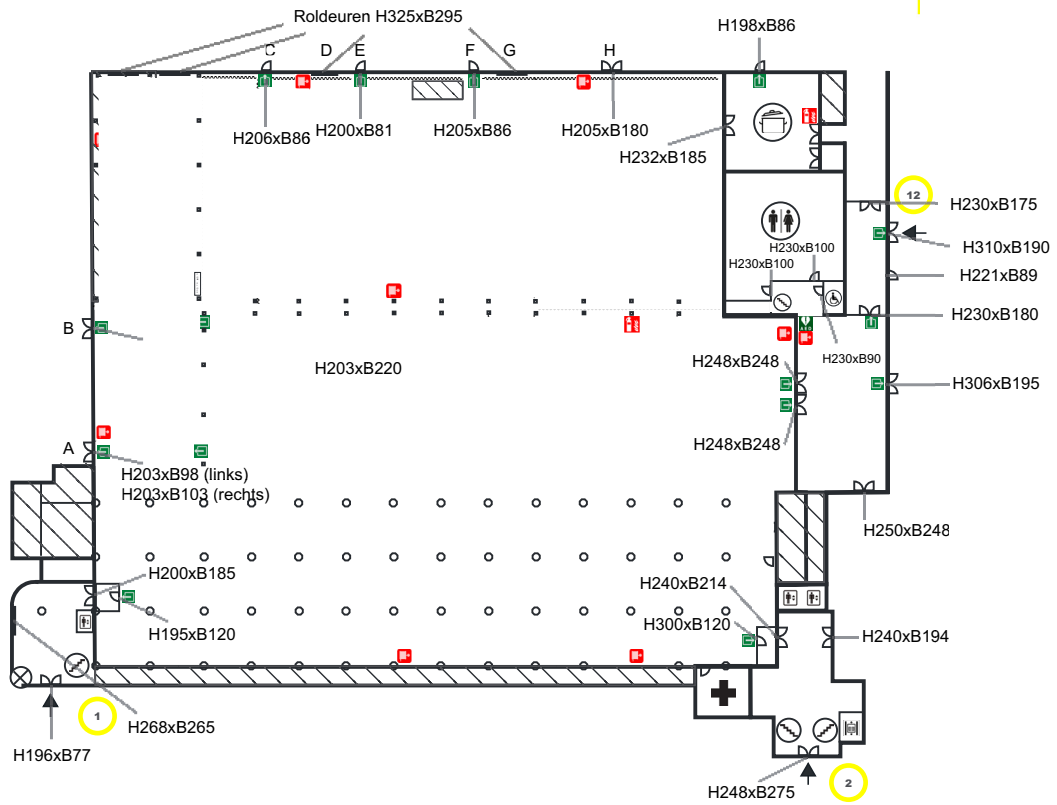 Roldeuren H325xB295
H198xB86
C
D
E
F
G
H
H206xB86
H200xB81
H205xB86
H205xB180
H232xB185
12
H230xB175
H310xB190
H230xB100
H230xB100
H221xB89
H230xB180
B
H230xB90
H203xB220
H248xB248
H306xB195
H248xB248
A
H203xB98 (links)
H203xB103 (rechts)
H250xB248
H200xB185
H240xB214
H300xB120
H195xB120
H240xB194
1
H268xB265
H196xB77
2
H248xB275